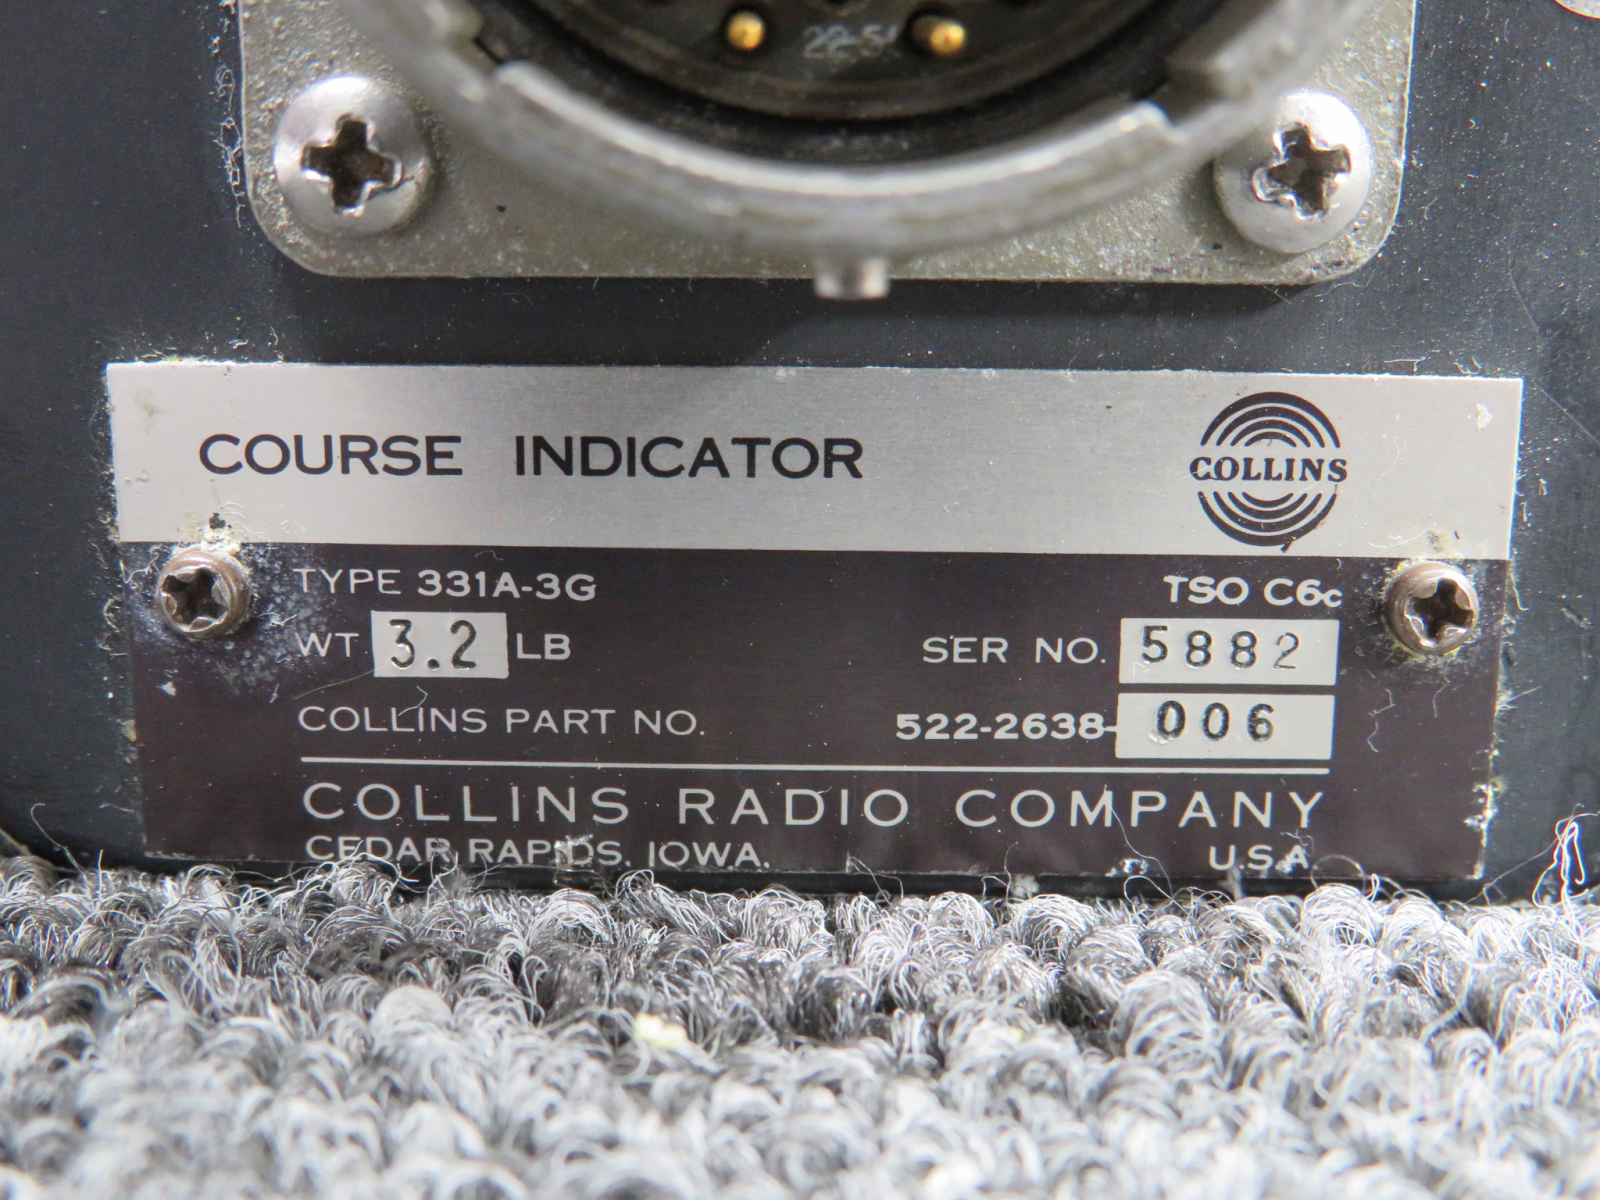 COURSE INDICATOR
COLLINS
TYPE 331A-3G
TSO C6c
WT 3.2 LB
SER NO. 5882
COLLINS PART NO. 522-2638-006
COLLINS RADIO COMPANY
CEDAR RAPIDS. IOWA. U.S.A.